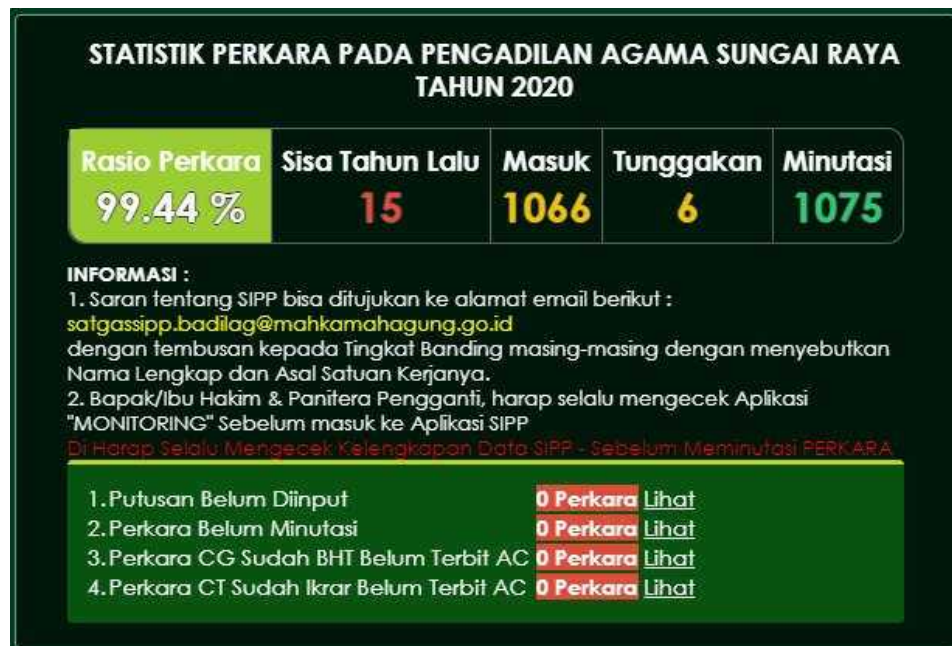 STATISTIK PERKARA PADA PENGADILAN AGAMA SUNGAI RAYA
TAHUN 2020
Rasio Perkara Sisa Tahun Lalu Masuk Tunggakan Minutasi
99.44 % 15 1066 6 1075
INFORMASI :
1. Saran tentang SIPP bisa ditujukan ke alamat email berikut :
satgassipp.badilag@mahkamahagung.go.id
dengan tembusan kepada Tingkat Banding masing-masing dengan menyebutkan
Nama Lengkap dan Asal Satuan Kerjanya.
2. Bapak/Ibu Hakim & Panitera Pengganti, harap selalu mengecek Aplikasi
"MONITORING" Sebelum masuk ke Aplikasi SIPP
Di Harap Selalu Mengecek Kelengkapan Data SIPP - Sebelum Meminutasi PERKARA
1.Putusan Belum Diinput 0 Perkara Lihat
2.Perkara Belum Minutasi 0 Perkara Lihat
3.Perkara CG Sudah BHT Belum Terbit AC 0 Perkara Lihat
4.Perkara CT Sudah Ikrar Belum Terbit AC 0 Perkara Lihat